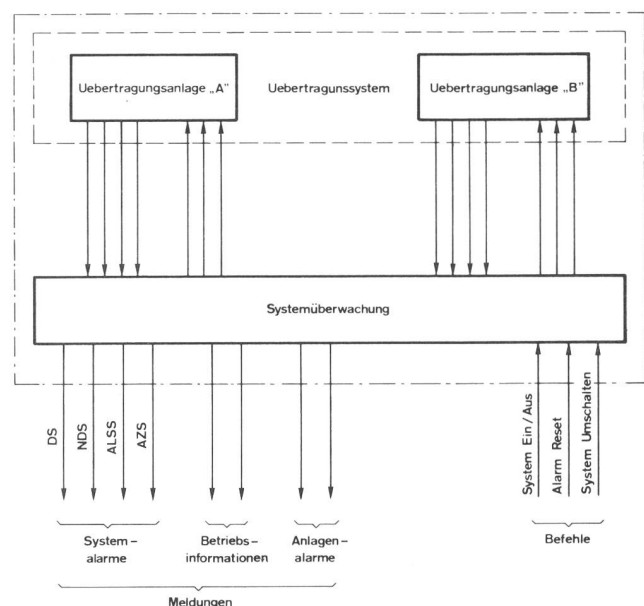 Uebertragungsanlage „A"
Uebertragunssystem
Uebertragungsanlage „B"
Systemüberwachung
DS
NDS
ALSS
AZS
System Ein / Aus
Alarm Reset
System Umschalten
System-
alarme
Betriebs-
informationen
Anlagen-
alarme
Befehle
Meldungen